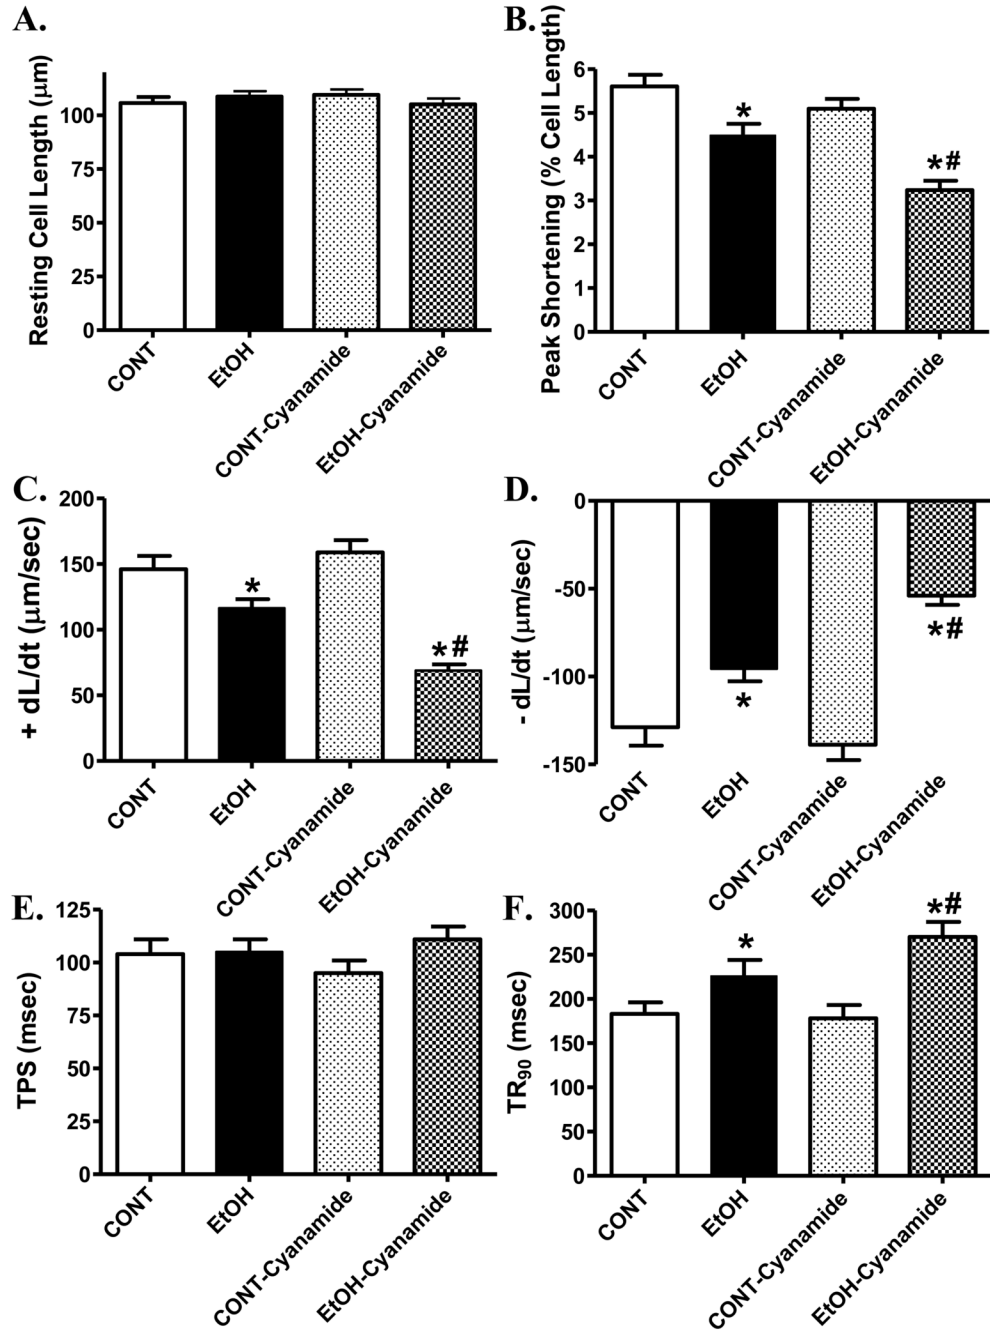 A.
Resting Cell Length (μm)
100
75
50
25
0
CONT
EtOH
CONT-Cyanamide
EtOH-Cyanamide
B.
Peak Shortening (% Cell Length)
6
5
4
3
2
1
0
*
*#
CONT
EtOH
CONT-Cyanamide
EtOH-Cyanamide
C.
+ dL/dt (μm/sec)
200
150
100
50
0
*
*#
CONT
EtOH
CONT-Cyanamide
EtOH-Cyanamide
D.
- dL/dt (μm/sec)
0
-50
-100
-150
*
*#
CONT
EtOH
CONT-Cyanamide
EtOH-Cyanamide
E.
TPS (msec)
125
100
75
50
25
0
CONT
EtOH
CONT-Cyanamide
EtOH-Cyanamide
F.
TR90 (msec)
300
250
200
150
100
50
0
*
*#
CONT
EtOH
CONT-Cyanamide
EtOH-Cyanamide